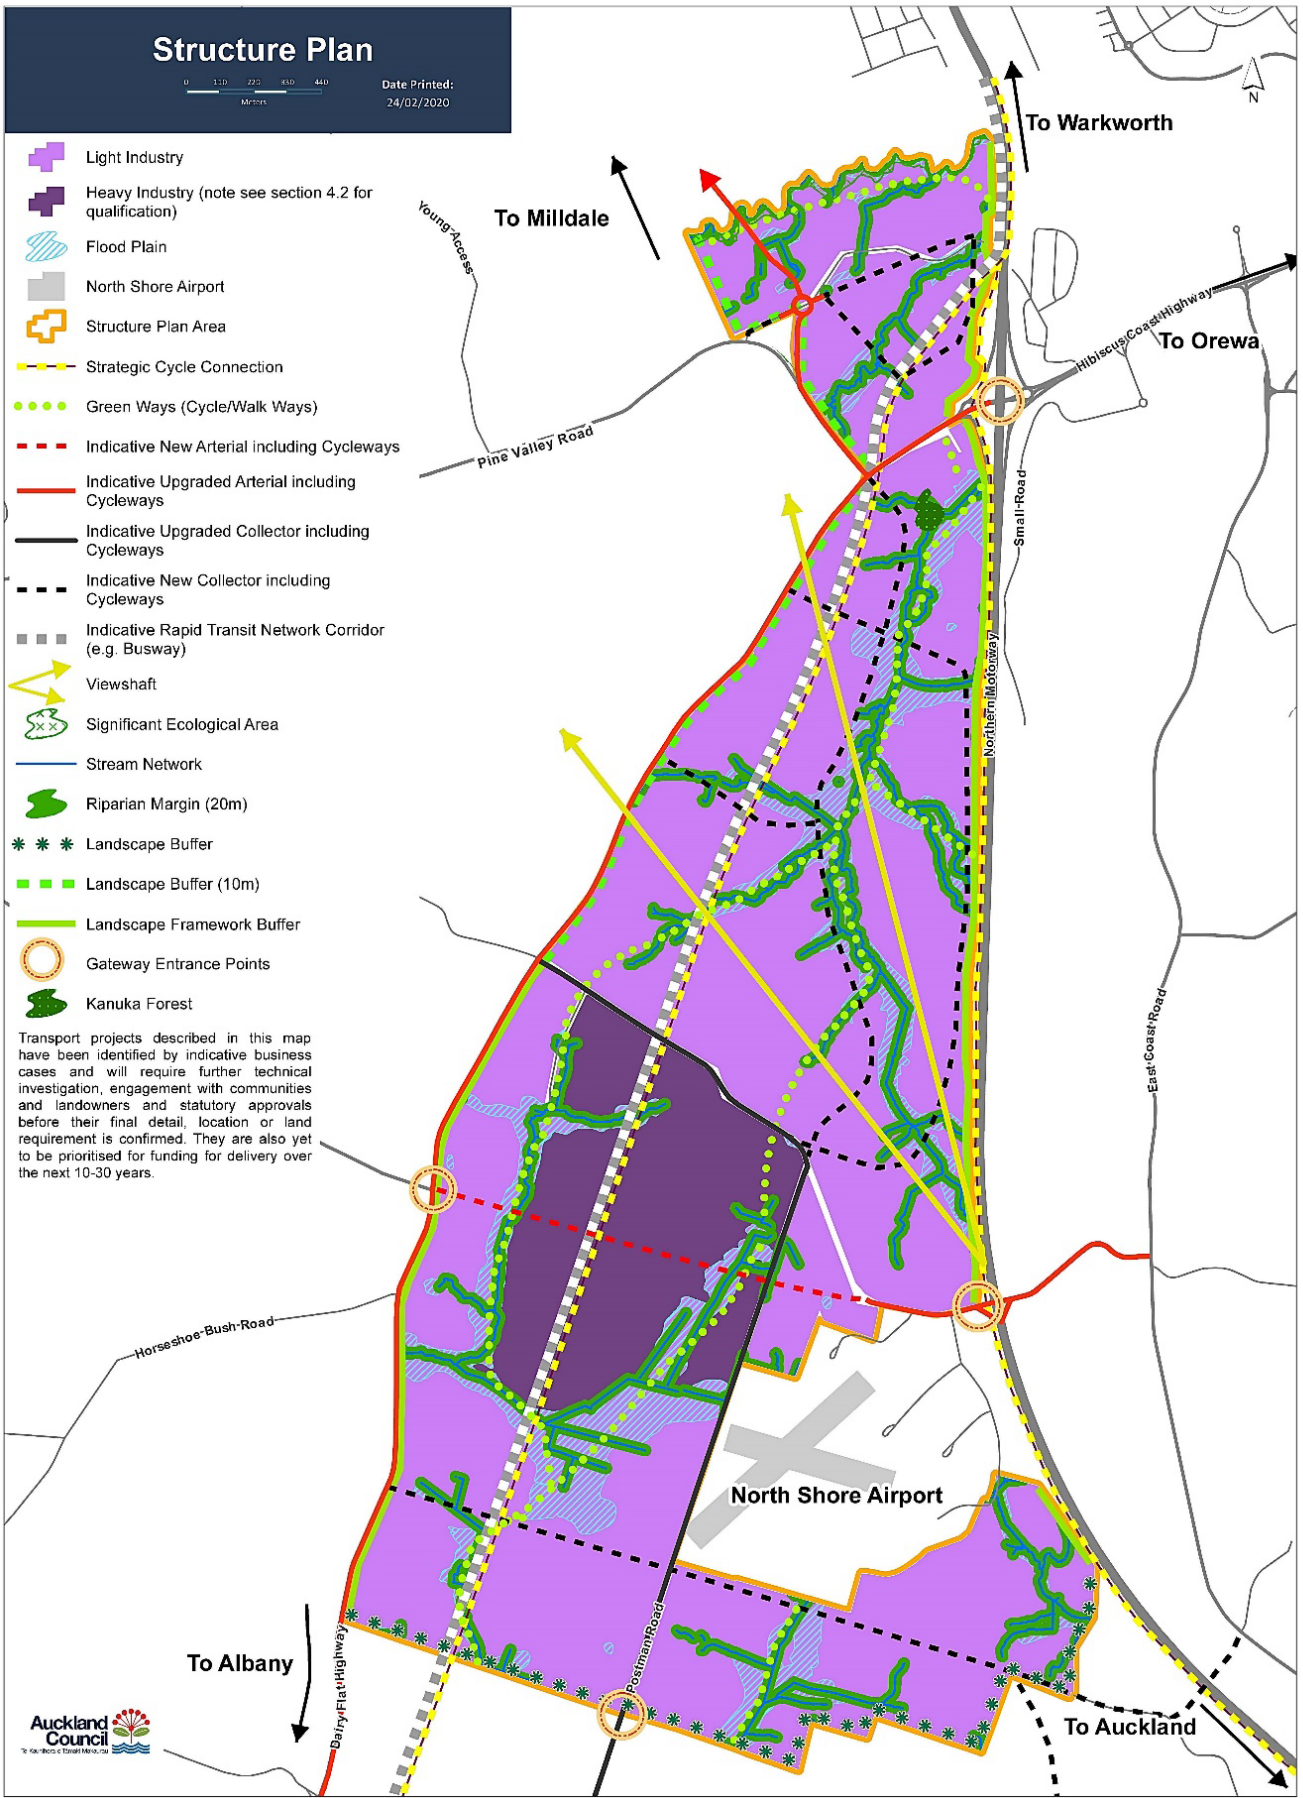 Structure Plan
0 110 220 330 440
Meters
Date Printed:
24/02/2020
Light Industry
Heavy Industry (note see section 4.2 for
qualification)
Flood Plain
North Shore Airport
Structure Plan Area
Strategic Cycle Connection
Green Ways (Cycle/Walk Ways)
Indicative New Arterial including Cycleways
Indicative Upgraded Arterial including
Cycleways
Indicative Upgraded Collector including
Cycleways
Indicative New Collector including
Cycleways
Indicative Rapid Transit Network Corridor
(e.g. Busway)
Viewshaft
Significant Ecological Area
Stream Network
Riparian Margin (20m)
Landscape Buffer
Landscape Buffer (10m)
Landscape Framework Buffer
Gateway Entrance Points
Kanuka Forest
Transport projects described in this map
have been identified by indicative business
cases and will require further technical
investigation, engagement with communities
and landowners and statutory approvals
before their final detail, location or land
requirement is confirmed. They are also yet
to be prioritised for funding for delivery over
the next 10-30 years.
N
To Warkworth
To Milldale
Young-Access
Hibiscus Coast Highway
To Orewa
Pine Valley Road
Small-Road
Northern Motorway
East-Coast-Road
Horseshoe-Bush-Road
North Shore Airport
Postman Road
Dairy-Flat-Highway
To Albany
To Auckland
Auckland
Council
Te Kaunihera o Tāmaki Makaurau